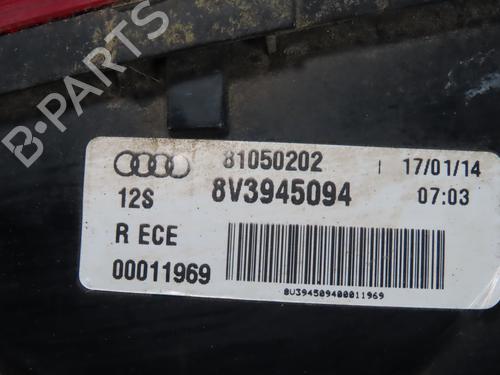 B-Parts
81050202 | 17/01/14
12S 8V3945094 07:03
R ECE
00011969
8V394509400011969